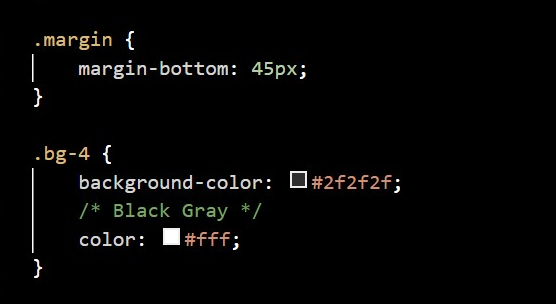 .margin {
margin-bottom: 45px;
}
.bg-4 {
background-color: #2f2f2f;
/* Black Gray */
color: #fff;
}